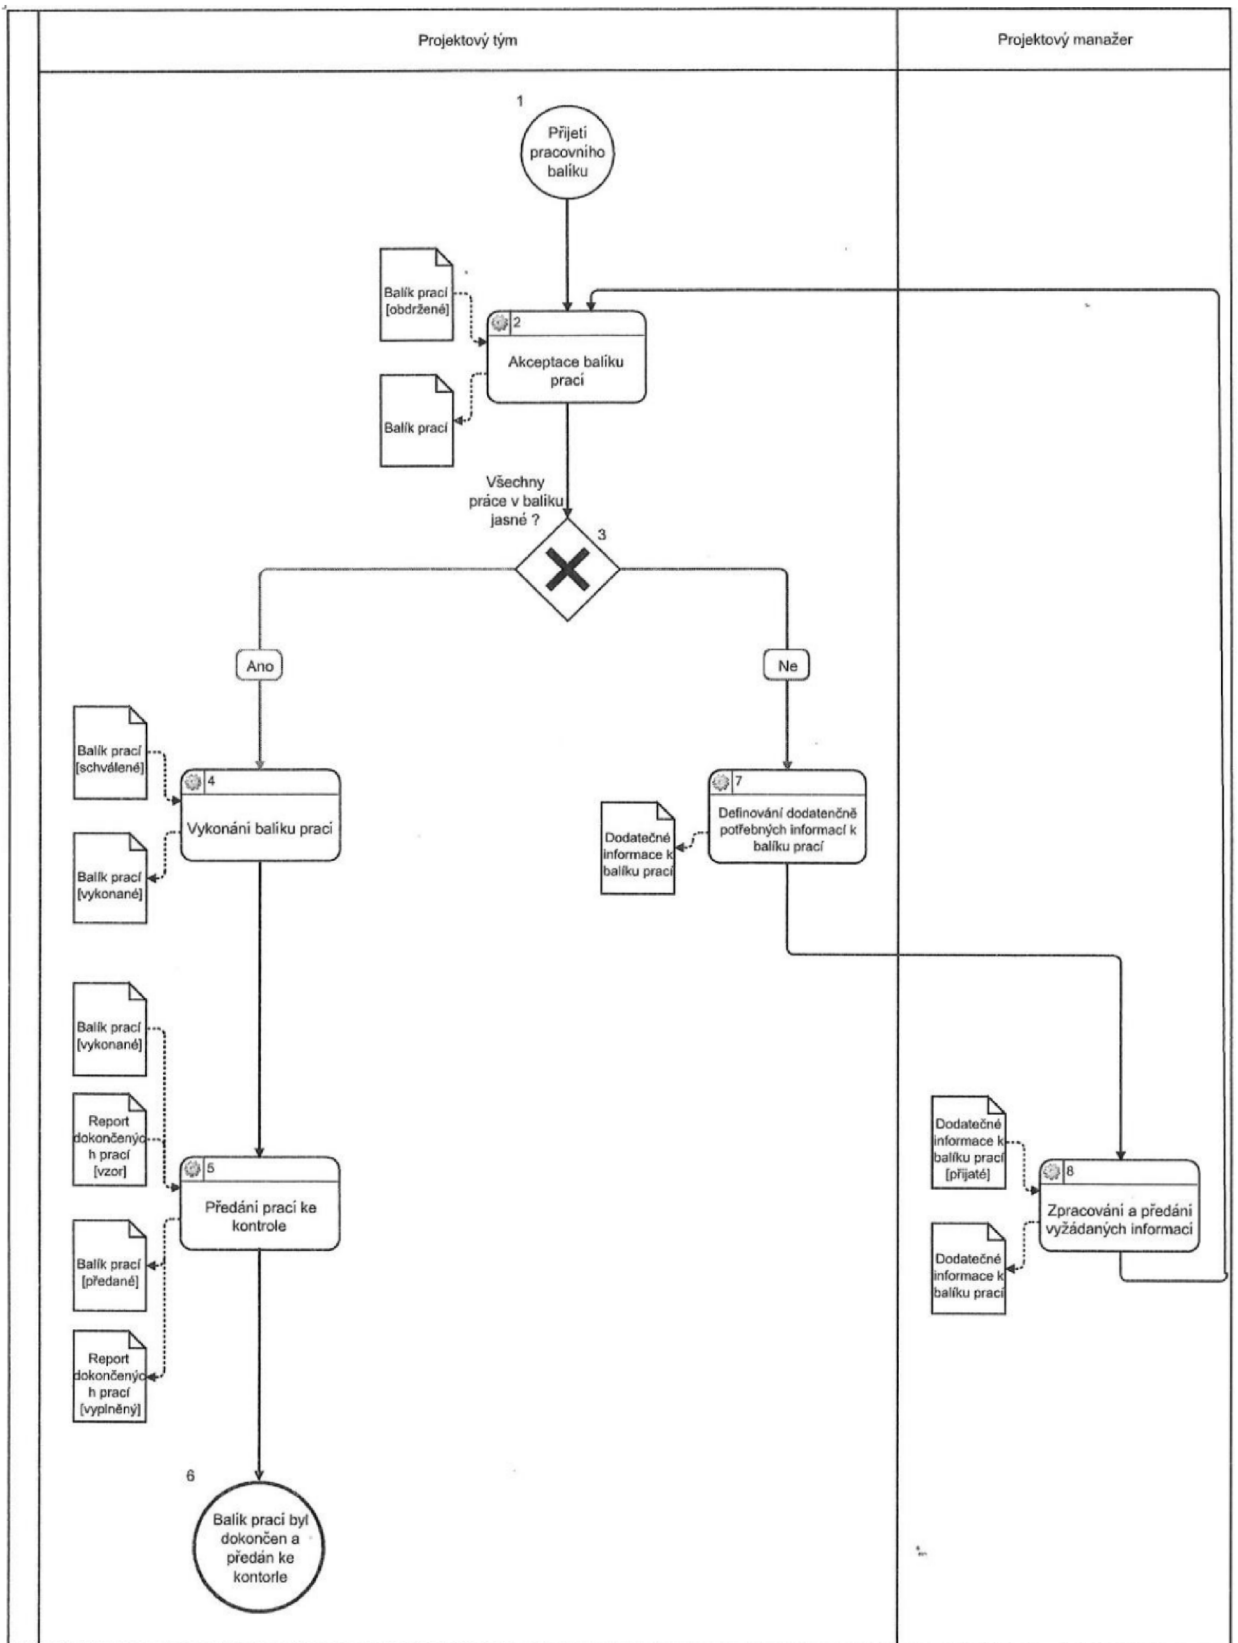 Projektový tým
Projektový manažer
1
Přijetí
pracovního
balíku
Balík prací
[obdržené]
2
Akceptace balíku
prací
Balík prací
Všechny
práce v balíku
jasné ?
3
Ano
Ne
Balík prací
[schválené]
4
Vykonání balíku prací
Balík prací
[vykonané]
7
Definování dodatenčně
potřebných informací k
balíku prací
Dodatečné
informace k
balíku prací
Balík prací
[vykonané]
Report
dokončenýc
h prací
[vzor]
5
Předání prací ke
kontrole
Balík prací
[předané]
Report
dokončenýc
h prací
[vyplněný]
Dodatečné
informace k
balíku prací
[přijaté]
8
Zpracování a předání
vyžádaných informací
Dodatečné
informace k
balíku prací
6
Balík prací byl
dokončen a
předán ke
kontorle